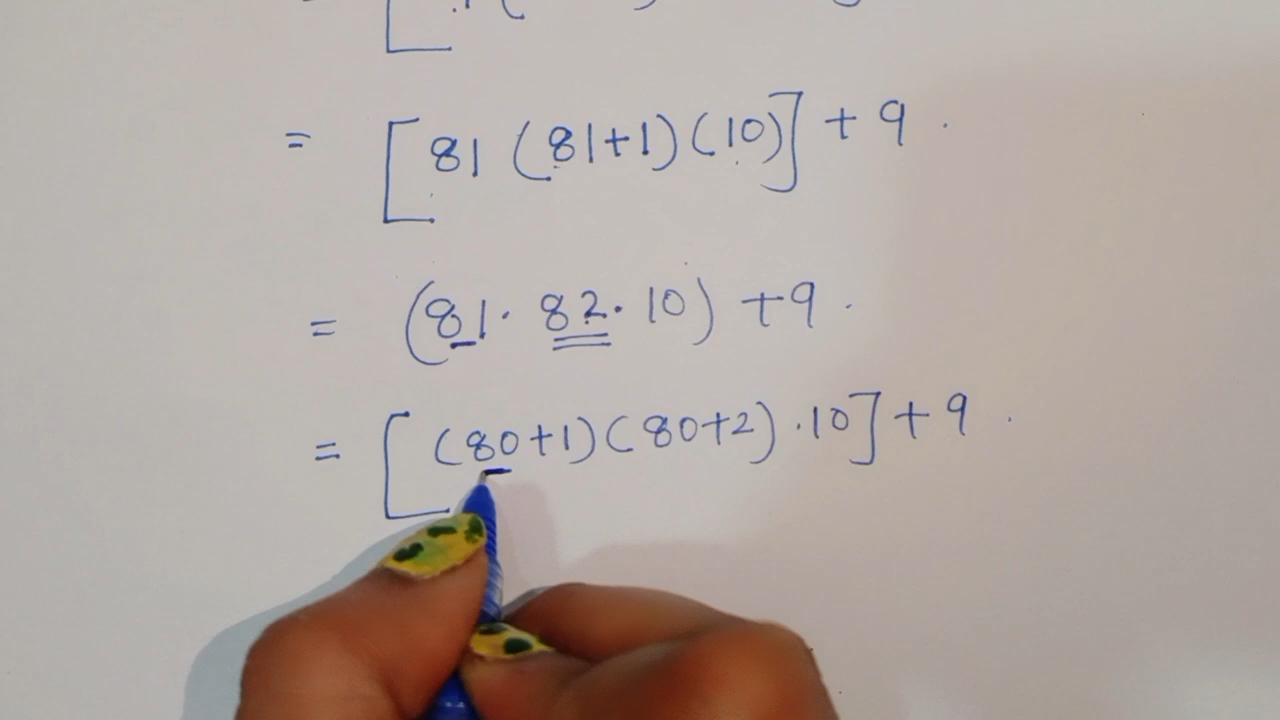 = [81 (81+1) (10)] + 9 .
= (81 · 82 · 10) + 9 .
= [(80+1) (80+2) · 10] + 9 .